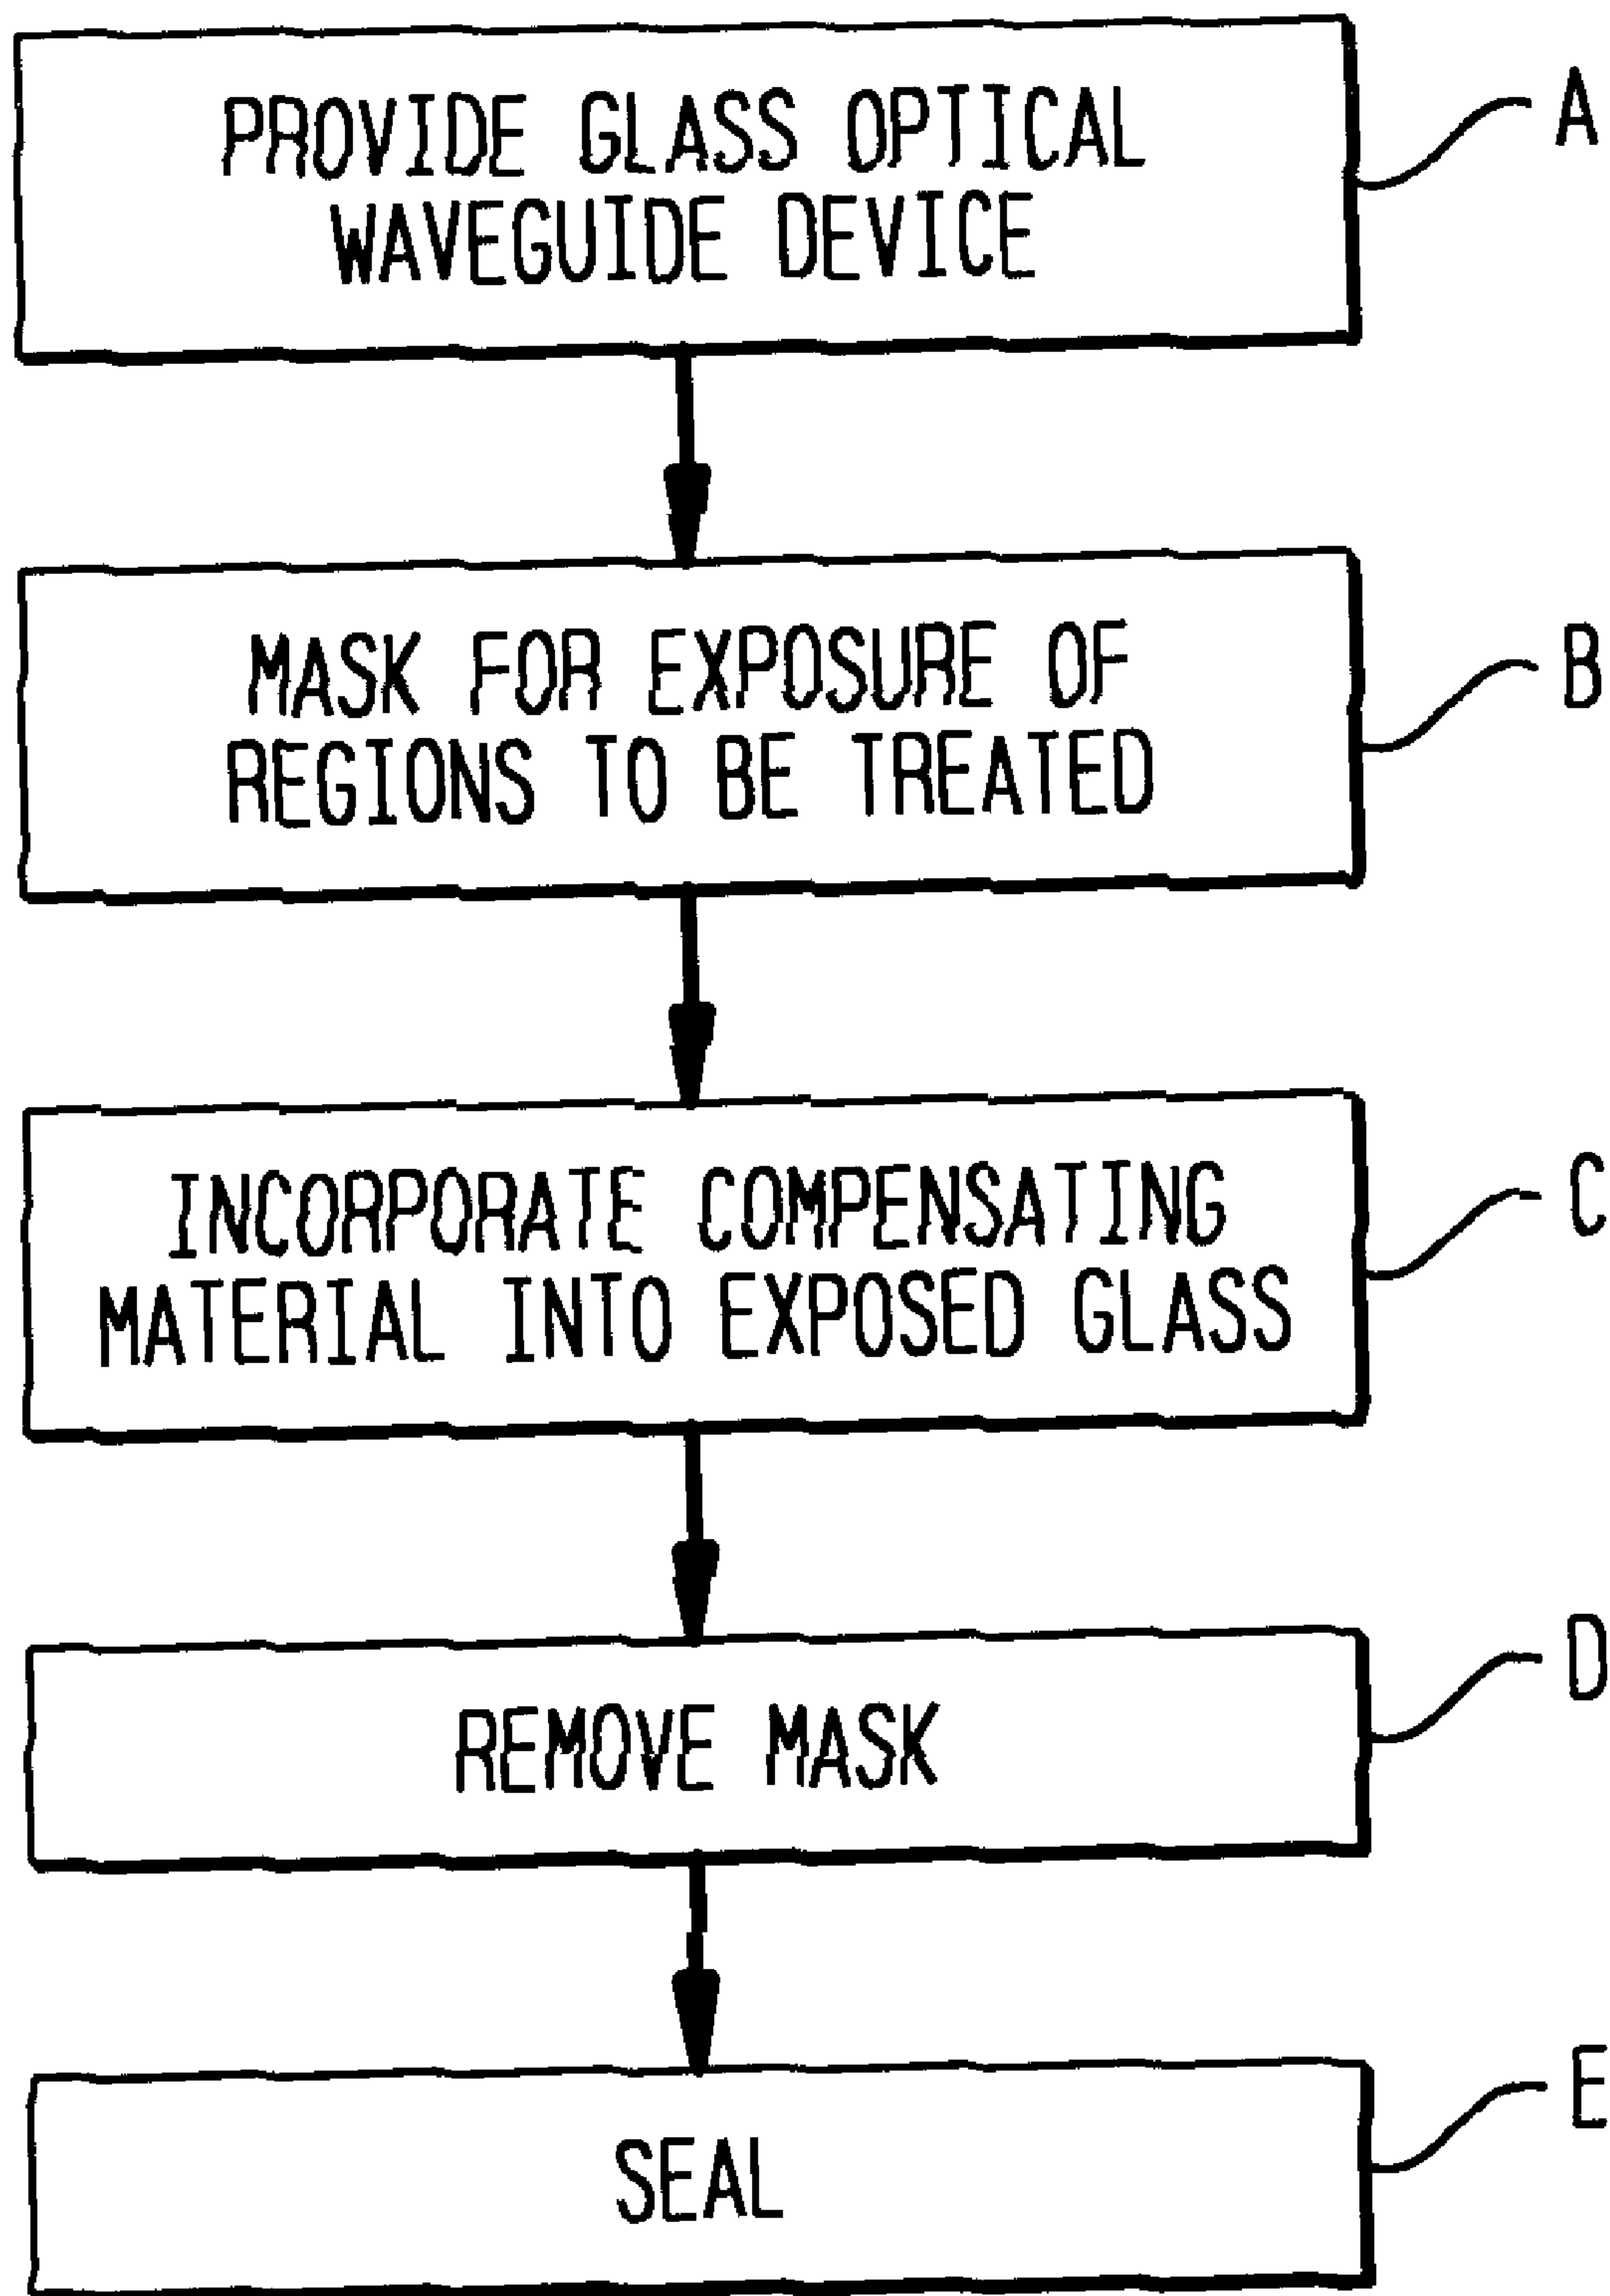 PROVIDE GLASS OPTICAL
WAVEGUIDE DEVICE
A
MASK FOR EXPOSURE OF
REGIONS TO BE TREATED
B
INCORPORATE COMPENSATING
MATERIAL INTO EXPOSED GLASS
C
REMOVE MASK
D
SEAL
E